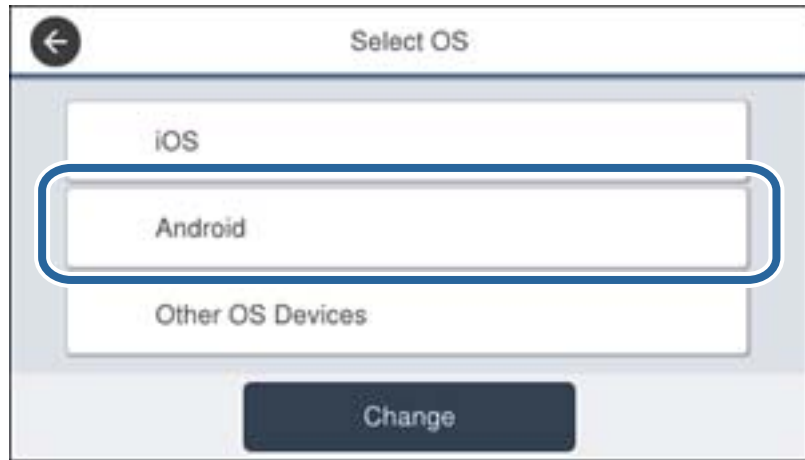 Select OS
iOS
Android
Other OS Devices
Change